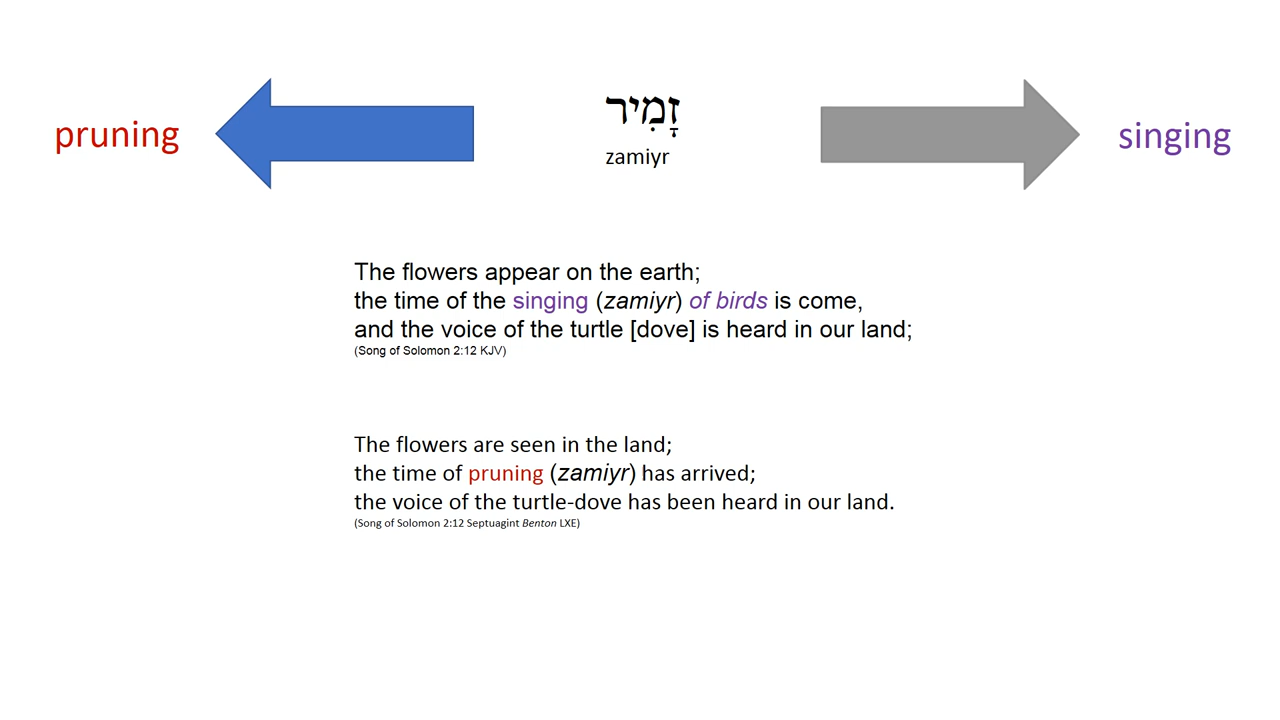 pruning
זָמִיר
singing
zamiyr
The flowers appear on the earth;
the time of the singing (zamiyr) of birds is come,
and the voice of the turtle [dove] is heard in our land;
(Song of Solomon 2:12 KJV)
The flowers are seen in the land;
the time of pruning (zamiyr) has arrived;
the voice of the turtle-dove has been heard in our land.
(Song of Solomon 2:12 Septuagint Benton LXE)